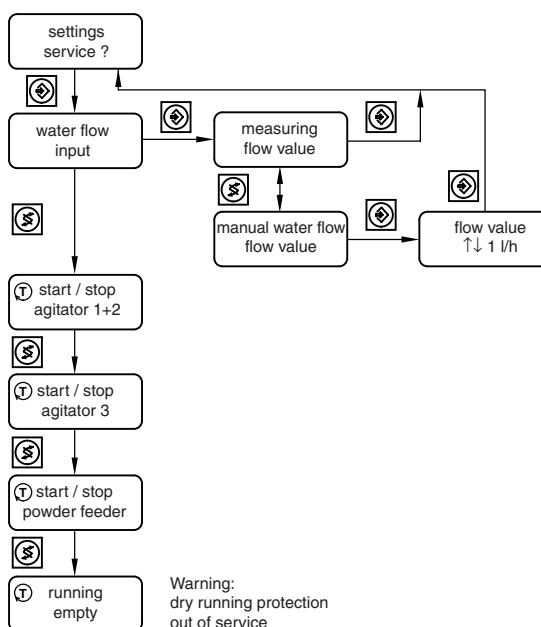 settings
service ?
water flow
input
measuring
flow value
manual water flow
flow value
flow value
↑↓ 1 l/h
T start / stop
agitator 1+2
T start / stop
agitator 3
T start / stop
powder feeder
T running
empty
Warning:
dry running protection
out of service